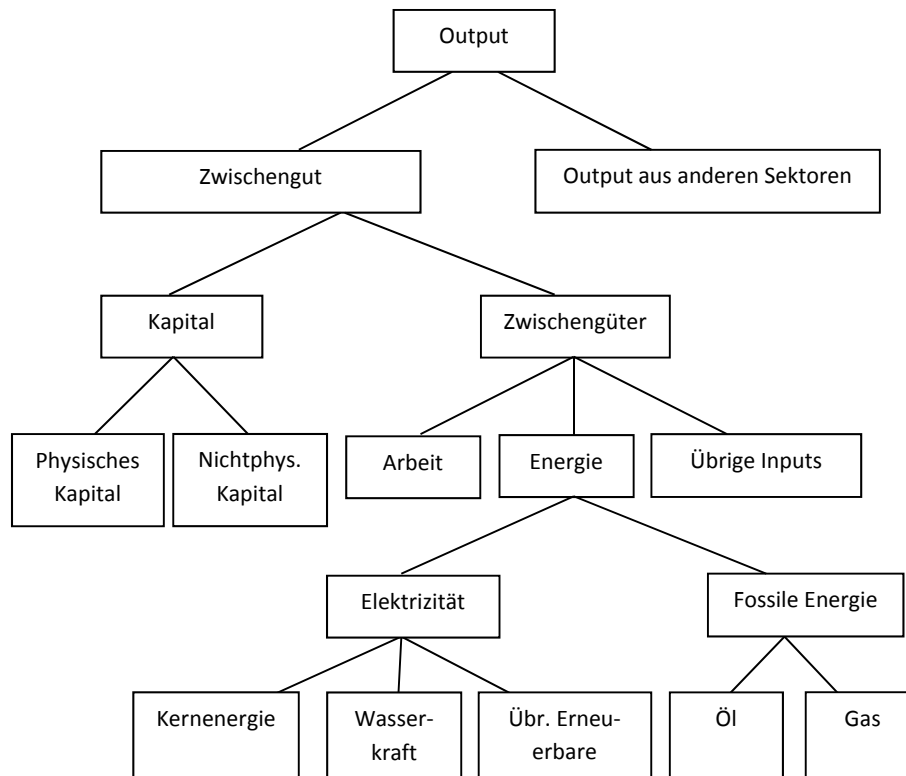 Output
Zwischengut
Output aus anderen Sektoren
Kapital
Zwischengüter
Physisches
Kapital
Nichtphys.
Kapital
Arbeit
Energie
Übrige Inputs
Elektrizität
Fossile Energie
Kernenergie
Wasser-
kraft
Übr. Erneu-
erbare
Öl
Gas